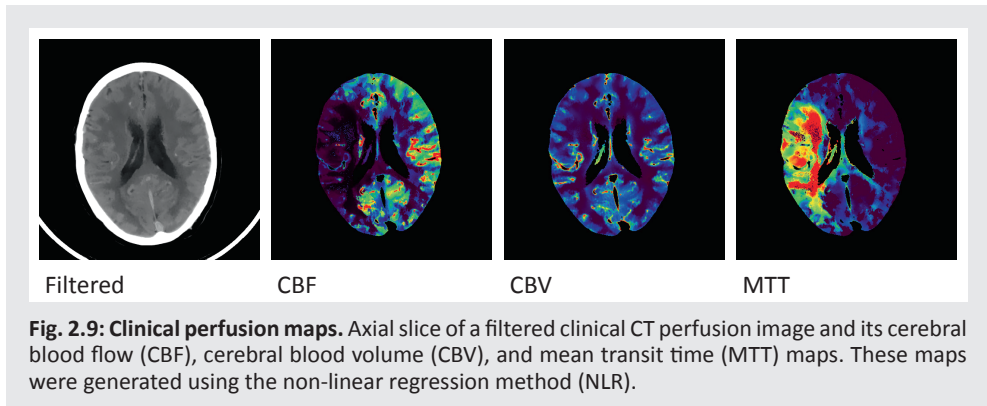 Filtered CBF CBV MTT
Fig. 2.9: Clinical perfusion maps. Axial slice of a filtered clinical CT perfusion image and its cerebral
blood flow (CBF), cerebral blood volume (CBV), and mean transit time (MTT) maps. These maps
were generated using the non-linear regression method (NLR).